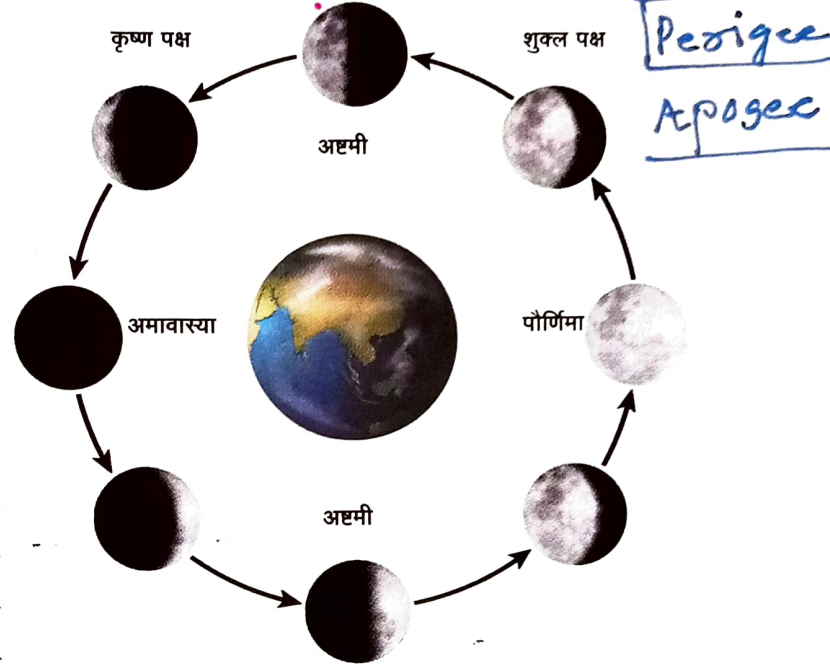 कृष्ण पक्ष
शुक्ल पक्ष
Perigee
Apogee
अष्टमी
अमावास्या
पौर्णिमा
अष्टमी